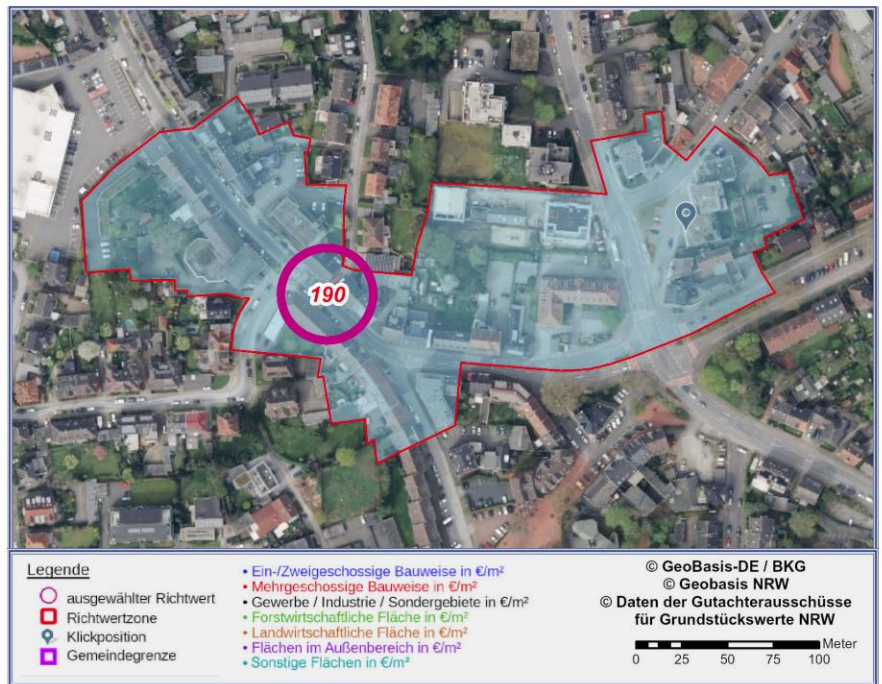 190
Legende
ausgewählter Richtwert
Richtwertzone
Klickposition
Gemeindegrenze
• Ein-/Zweigeschossige Bauweise in €/m²
• Mehrgeschossige Bauweise in €/m²
• Gewerbe / Industrie / Sondergebiete in €/m²
• Forstwirtschaftliche Fläche in €/m²
• Landwirtschaftliche Fläche in €/m²
• Flächen im Außenbereich in €/m²
• Sonstige Flächen in €/m²
© GeoBasis-DE / BKG
© Geobasis NRW
© Daten der Gutachterausschüsse
für Grundstückswerte NRW
Meter
0 25 50 75 100